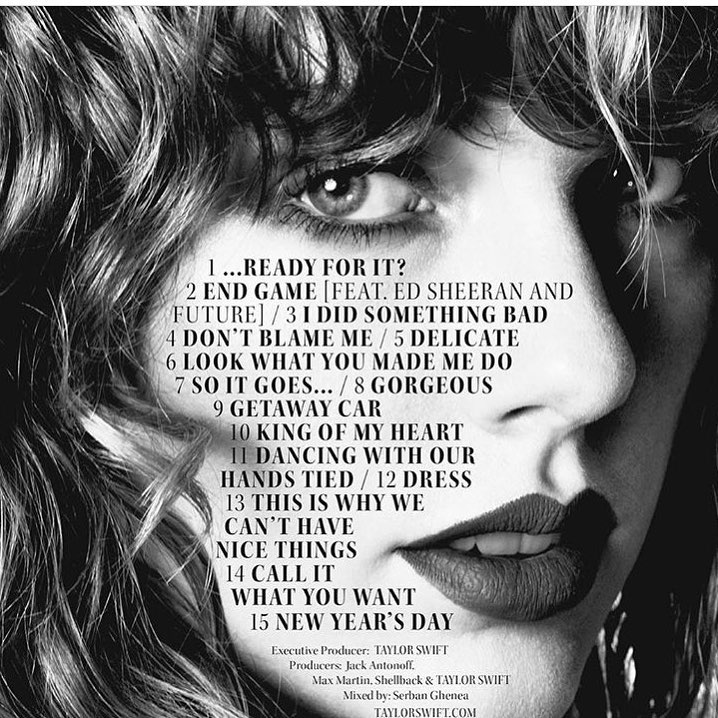 1 ...READY FOR IT?
2 END GAME [FEAT. ED SHEERAN AND
FUTURE] / 3 I DID SOMETHING BAD
4 DON'T BLAME ME / 5 DELICATE
6 LOOK WHAT YOU MADE ME DO
7 SO IT GOES... / 8 GORGEOUS
9 GETAWAY CAR
10 KING OF MY HEART
11 DANCING WITH OUR
HANDS TIED / 12 DRESS
13 THIS IS WHY WE
CAN'T HAVE
NICE THINGS
14 CALL IT
WHAT YOU WANT
15 NEW YEAR'S DAY
Executive Producer: TAYLOR SWIFT
Producers: Jack Antonoff,
Max Martin, Shellback & TAYLOR SWIFT
Mixed by: Serban Ghenea
TAYLORSWIFT.COM